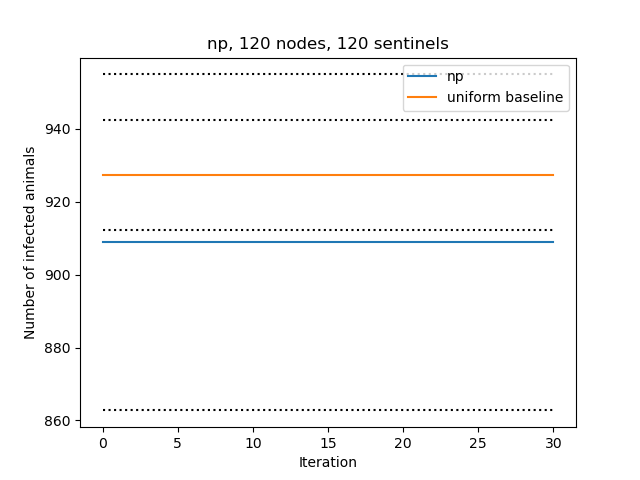 np, 120 nodes, 120 sentinels
np
uniform baseline
Number of infected animals
940
920
900
880
860
0 5 10 15 20 25 30
Iteration